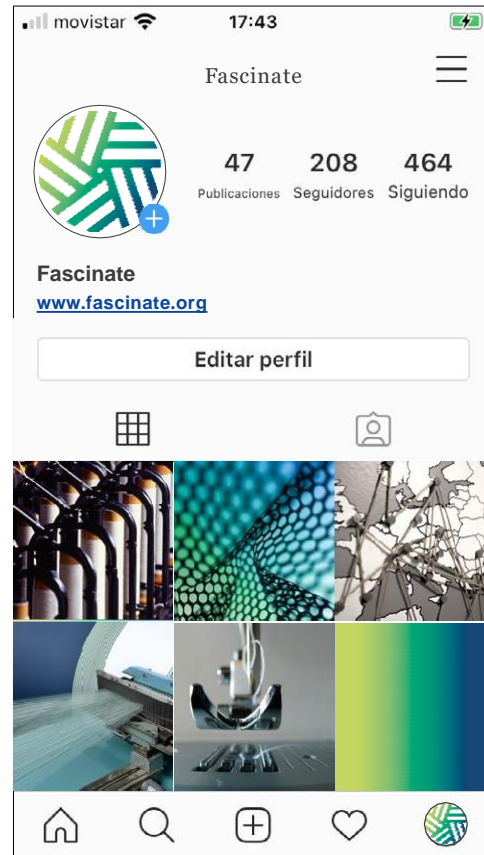 movistar 17:43
Fascinate
47 208 464
Publicaciones Seguidores Siguiendo
Fascinate
www.fascinate.org
Editar perfil